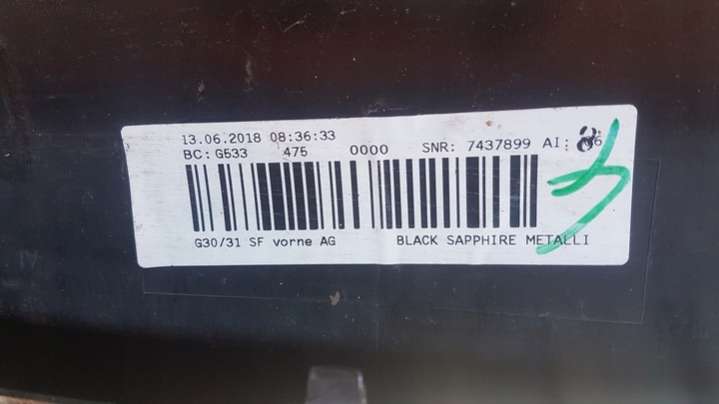 13.06.2018 08:36:33
BC: G533 475 0000 SNR: 7437899 AI:
G30/31 SF vorne AG BLACK SAPPHIRE METALLI